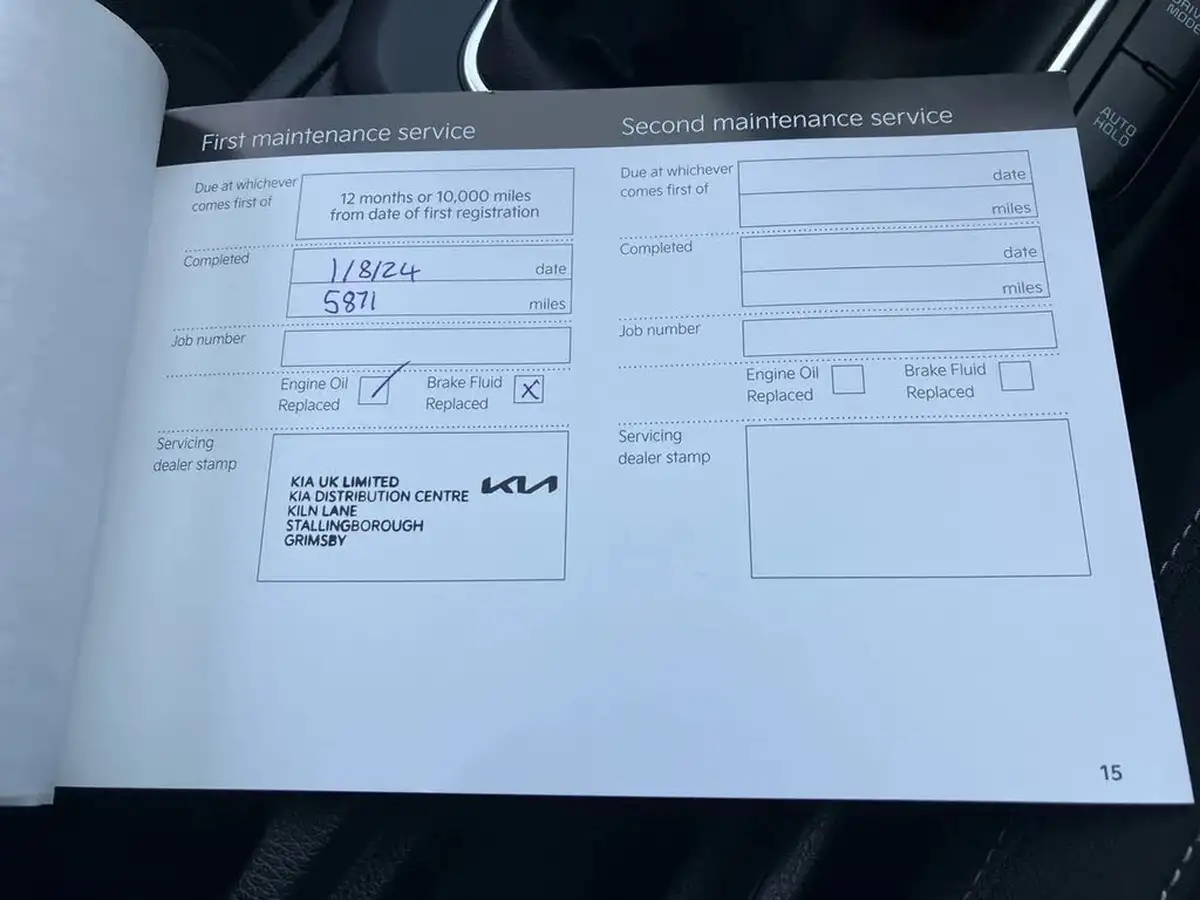 DRIVE
MODE
AUTO
HOLD
First maintenance service
Due at whichever
comes first of
12 months or 10,000 miles
from date of first registration
Completed
1/8/24 date
5871 miles
Job number
Engine Oil
Replaced
Brake Fluid
Replaced
X
Servicing
dealer stamp
KIA UK LIMITED
KIA DISTRIBUTION CENTRE
KILN LANE
STALLINGBOROUGH
GRIMSBY
KIA
Second maintenance service
Due at whichever
comes first of
date
miles
Completed
date
miles
Job number
Engine Oil
Replaced
Brake Fluid
Replaced
Servicing
dealer stamp
15